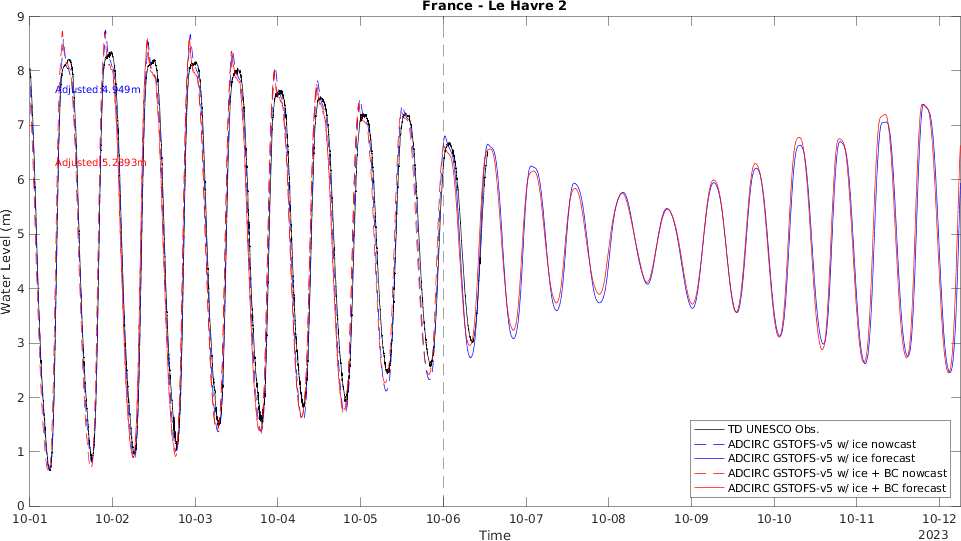 France - Le Havre 2
9
8
7
6
5
4
3
2
1
0
Water Level (m)
Adjusted:4.949m
Adjusted:5.2893m
TD UNESCO Obs.
ADCIRC GSTOFS-v5 w/ ice nowcast
ADCIRC GSTOFS-v5 w/ ice forecast
ADCIRC GSTOFS-v5 w/ ice + BC nowcast
ADCIRC GSTOFS-v5 w/ ice + BC forecast
10-01 10-02 10-03 10-04 10-05 10-06 10-07 10-08 10-09 10-10 10-11 10-12
Time
2023